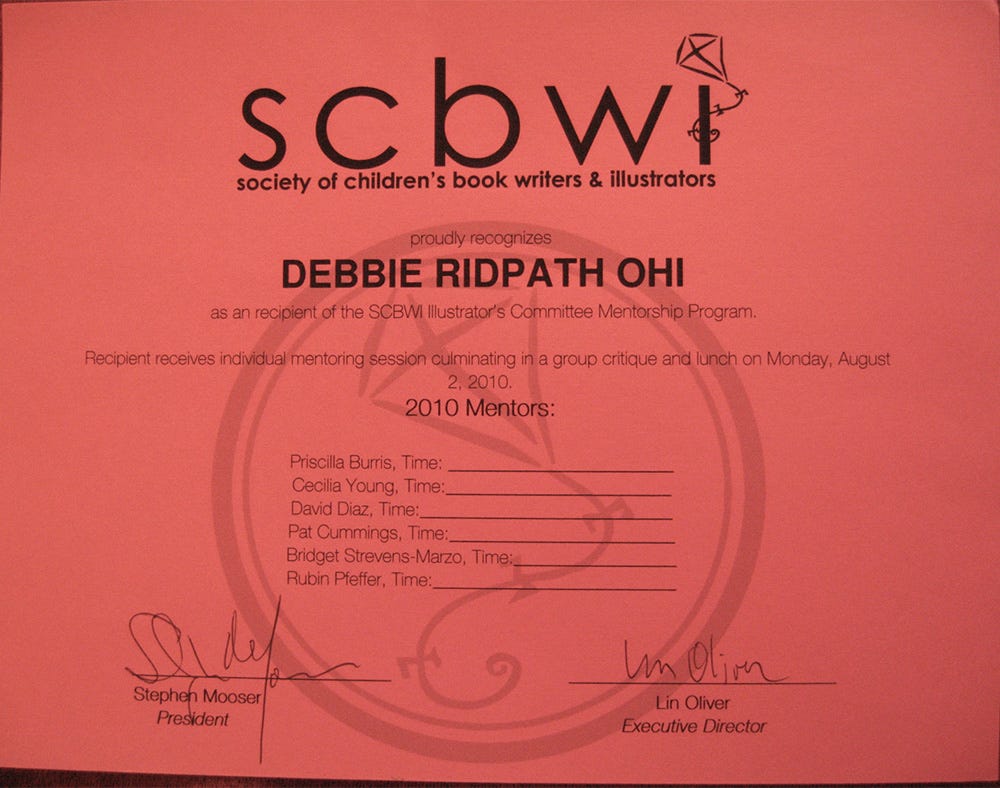 scbwi
society of children's book writers & illustrators
proudly recognizes
DEBBIE RIDPATH OHI
as an recipient of the SCBWI Illustrator's Committee Mentorship Program.
Recipient receives individual mentoring session culminating in a group critique and lunch on Monday, August
2, 2010.
2010 Mentors:
Priscilla Burris, Time:
Cecilia Young, Time:
David Diaz, Time:
Pat Cummings, Time:
Bridget Strevens-Marzo, Time:
Rubin Pfeffer, Time:
Lin Oliver
Stephen Mooser
Lin Oliver
President
Executive Director